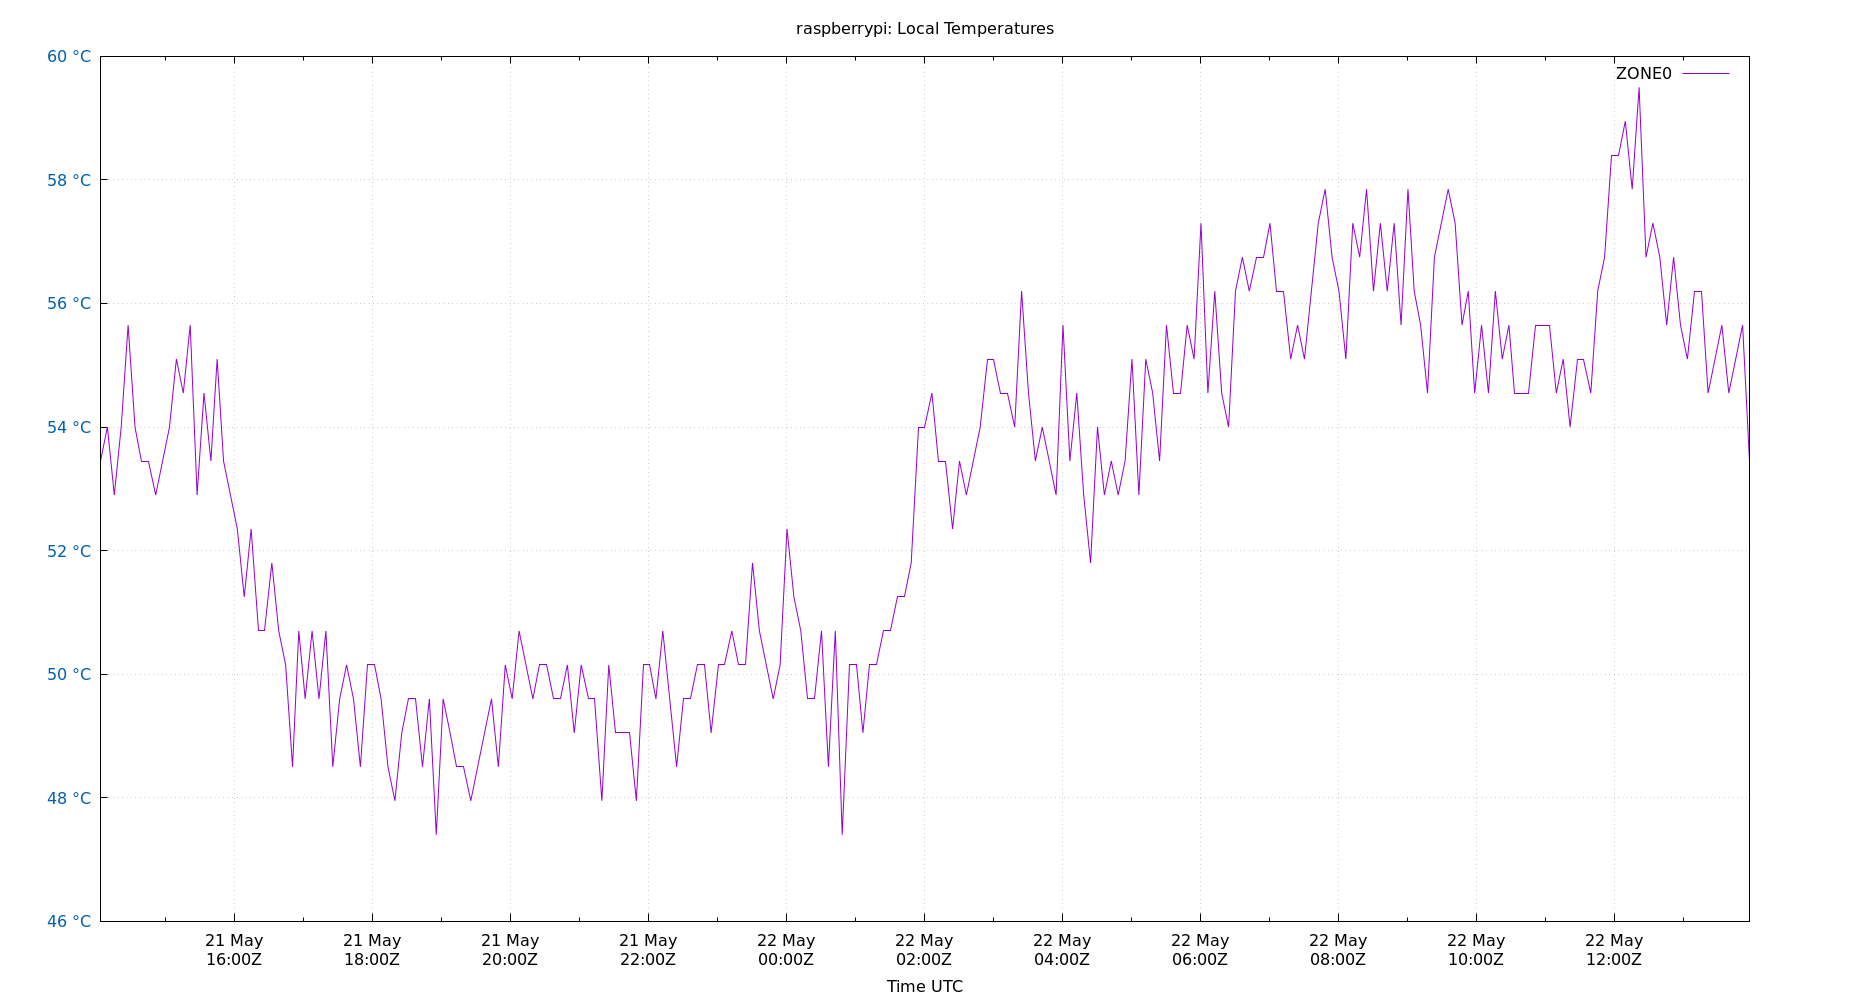 raspberrypi: Local Temperatures
60 °C
ZONE0
58 °C
56 °C
54 °C
52 °C
50 °C
48 °C
46 °C
21 May 21 May 21 May 21 May 22 May 22 May 22 May 22 May 22 May 22 May 22 May
16:00Z 18:00Z 20:00Z 22:00Z 00:00Z 02:00Z 04:00Z 06:00Z 08:00Z 10:00Z 12:00Z
Time UTC